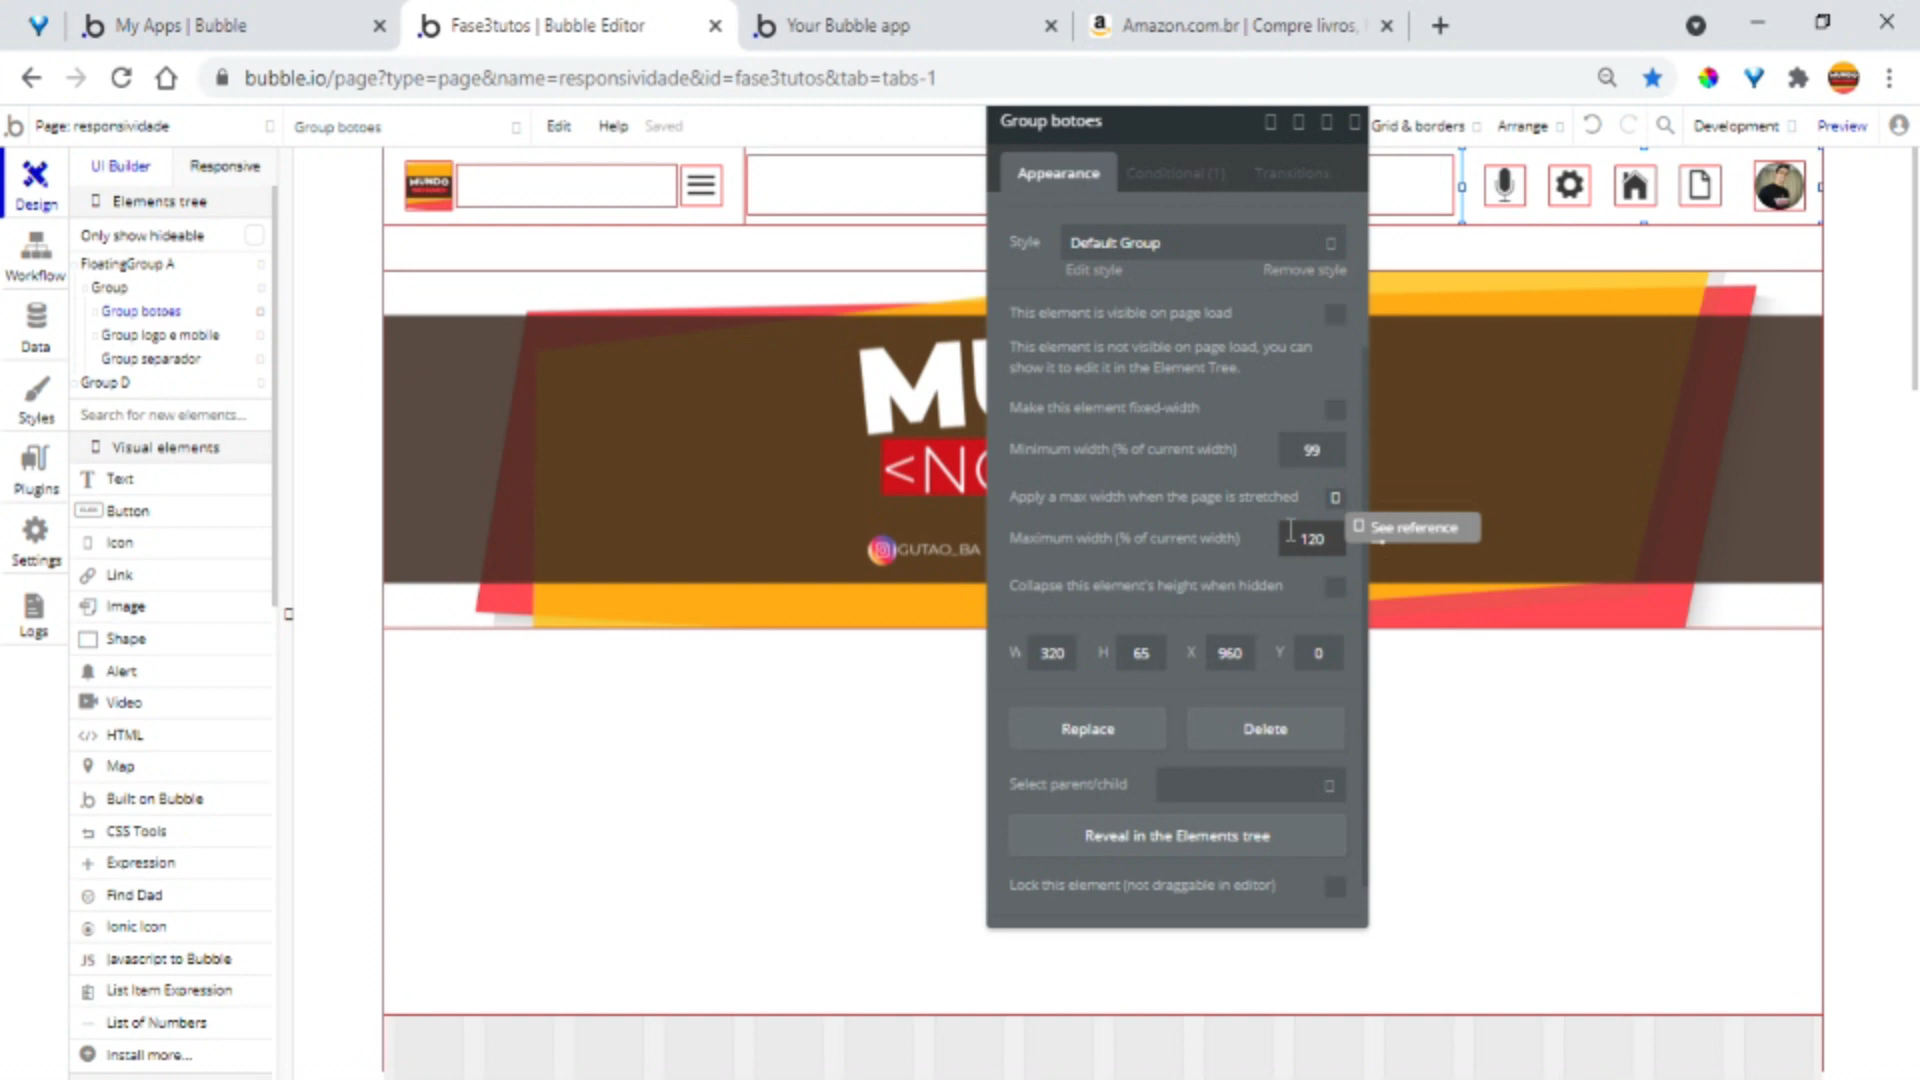 My Apps | Bubble
Fase3tutos | Bubble Editor
Your Bubble app
Amazon.com.br | Compre livros,
bubble.io/page?type=page&name=responsividade&id=fase3tutos&tab=tabs-1
Page: responsividade
Group botoes
Edit
Help
Saved
Grid & borders
Arrange
Development
Preview
UI Builder
Responsive
Elements tree
Only show hideable
FloatingGroup A
Group
Group botoes
Group logo e mobile
Group separador
Group D
Search for new elements...
Visual elements
Text
Button
Icon
Link
Image
Shape
Alert
Video
HTML
Map
Built on Bubble
CSS Tools
Expression
Find Dad
Ionic Icon
Javascript to Bubble
List Item Expression
List of Numbers
Install more...
Design
Workflow
Data
Styles
Plugins
Settings
Logs
MUNDO
MU
<NO
GUTAO_BA
Group botoes
Appearance
Conditional (1)
Transitions
Style
Default Group
Edit style
Remove style
This element is visible on page load
This element is not visible on page load, you can
show it to edit it in the Element Tree.
Make this element fixed-width
Minimum width (% of current width)
99
Apply a max width when the page is stretched
Maximum width (% of current width)
120
See reference
Collapse this element's height when hidden
W 320 H 65 X 960 Y 0
Replace
Delete
Select parent/child
Reveal in the Elements tree
Lock this element (not draggable in editor)